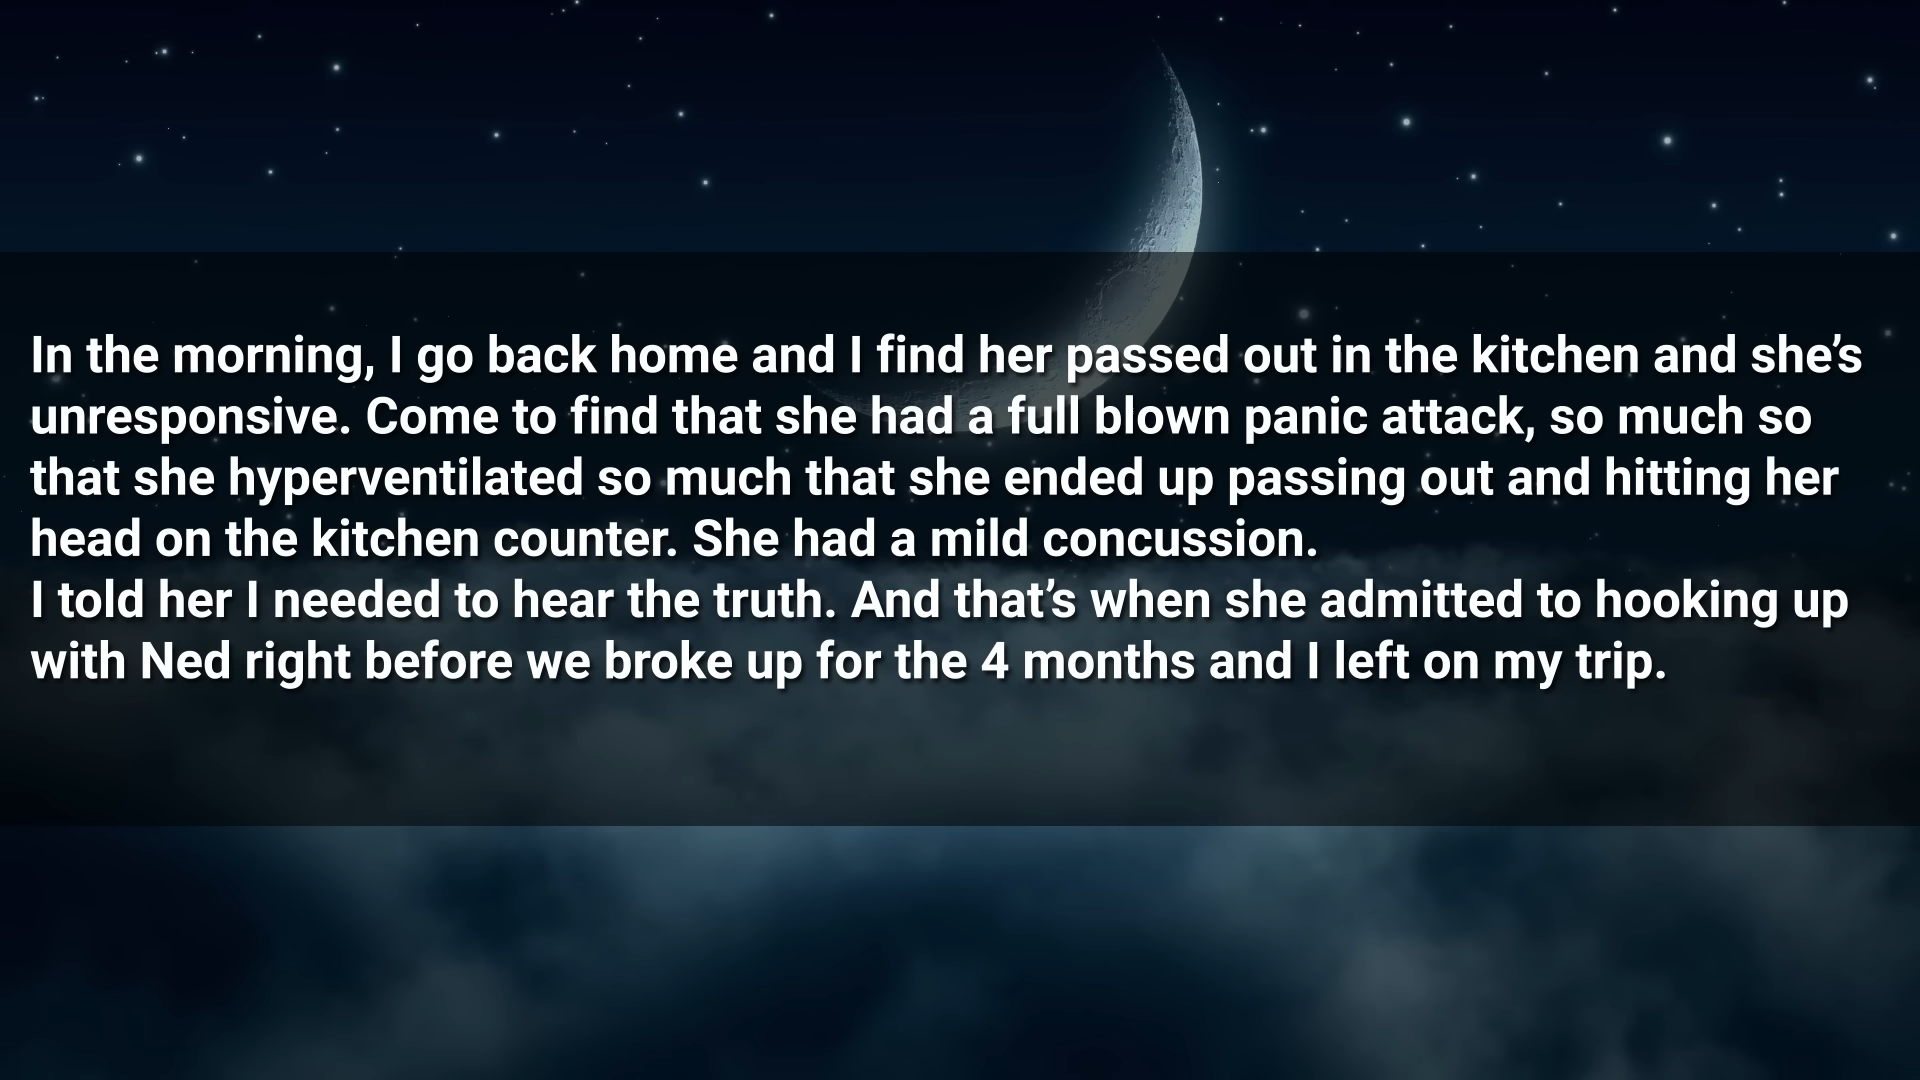 In the morning, I go back home and I find her passed out in the kitchen and she’s
unresponsive. Come to find that she had a full blown panic attack, so much so
that she hyperventilated so much that she ended up passing out and hitting her
head on the kitchen counter. She had a mild concussion.
I told her I needed to hear the truth. And that’s when she admitted to hooking up
with Ned right before we broke up for the 4 months and I left on my trip.